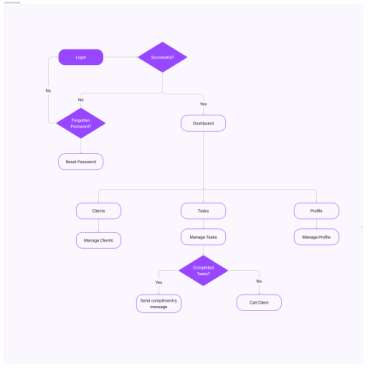 Login
Successful?
No
No
Yes
Forgotten
Password?
Dashboard
Reset Password
Clients
Tasks
Profile
Manage Clients
Manage Tasks
Manage Profile
Completed
Tasks?
Yes
No
Send complimentry
message
Call Client